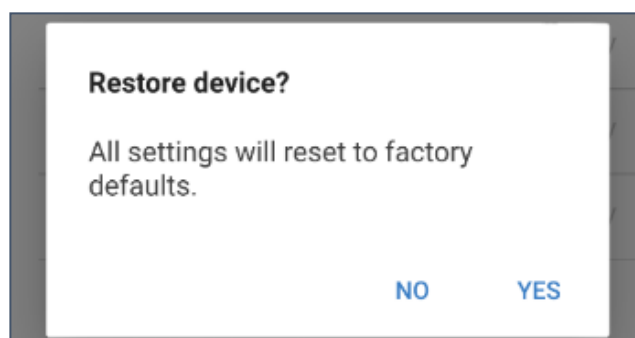 Restore device?
All settings will reset to factory
defaults.
NO YES